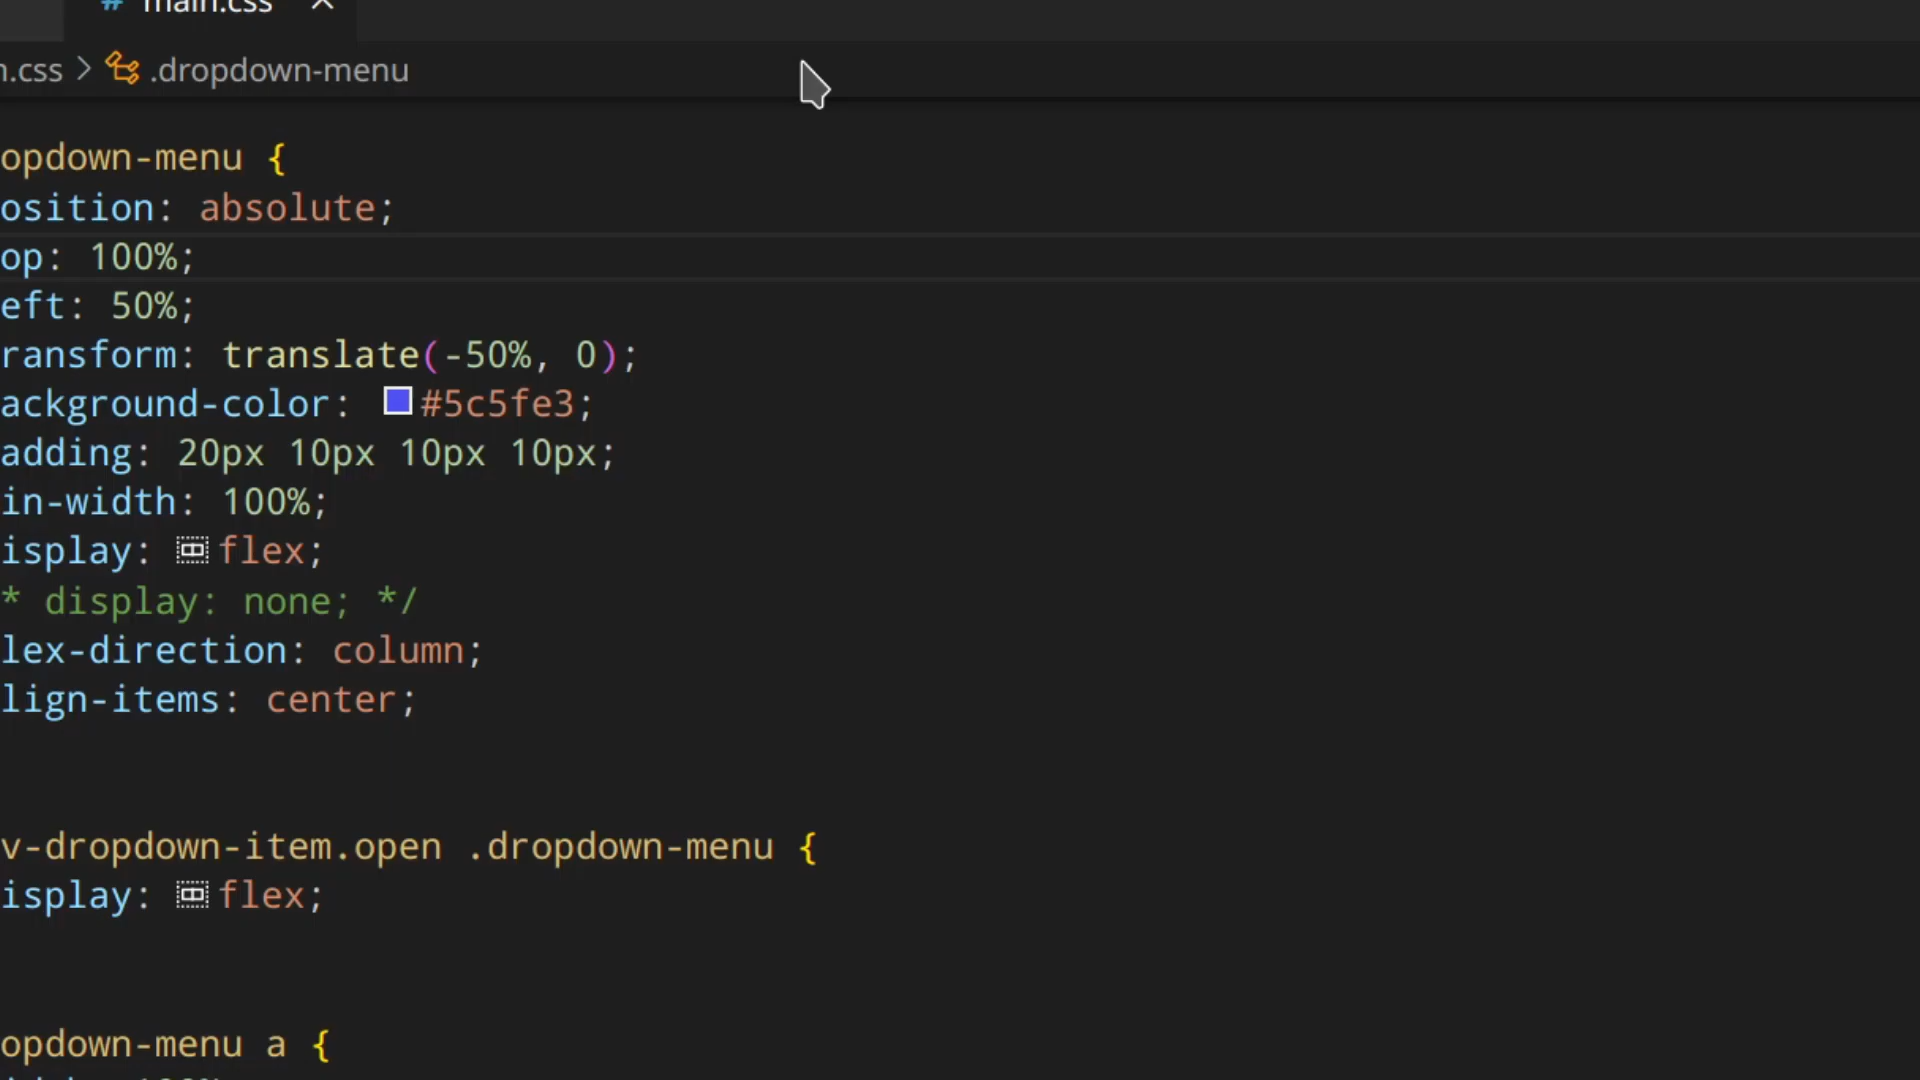 # main.css ×
n.css > .dropdown-menu
opdown-menu {
osition: absolute;
op: 100%;
eft: 50%;
ransform: translate(-50%, 0);
ackground-color: #5c5fe3;
adding: 20px 10px 10px 10px;
in-width: 100%;
isplay: flex;
* display: none; */
lex-direction: column;
lign-items: center;
v-dropdown-item.open .dropdown-menu {
isplay: flex;
opdown-menu a {